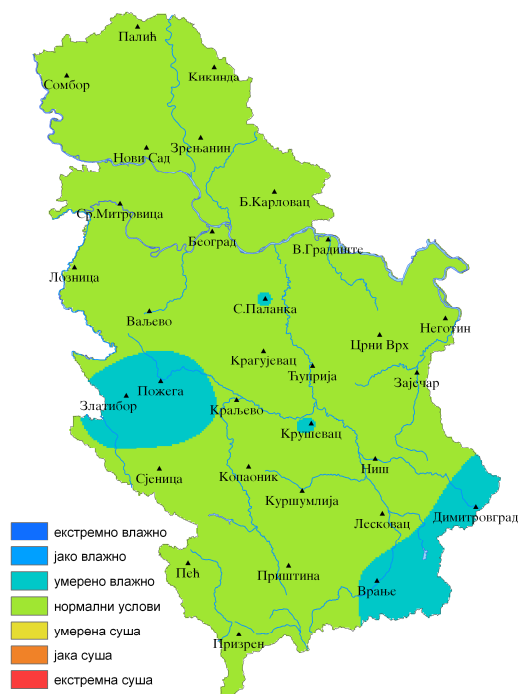 Палић
Сомбор
Кикинда
Зрењанин
Нови Сад
Б.Карловац
Ср.Митровица
Београд
В.Градиште
Лозница
С.Паланка
Ваљево
Неготин
Црни Врх
Крагујевац
Ћуприја
Зајечар
Пожега
Златибор
Краљево
Крушевац
Ниш
Сјеница
Копаоник
Куршумлија
Лесковац
Димитровград
Пећ
Приштина
Врање
Призрен
екстремно влажно
јако влажно
умерено влажно
нормални услови
умерена суша
јака суша
екстремна суша